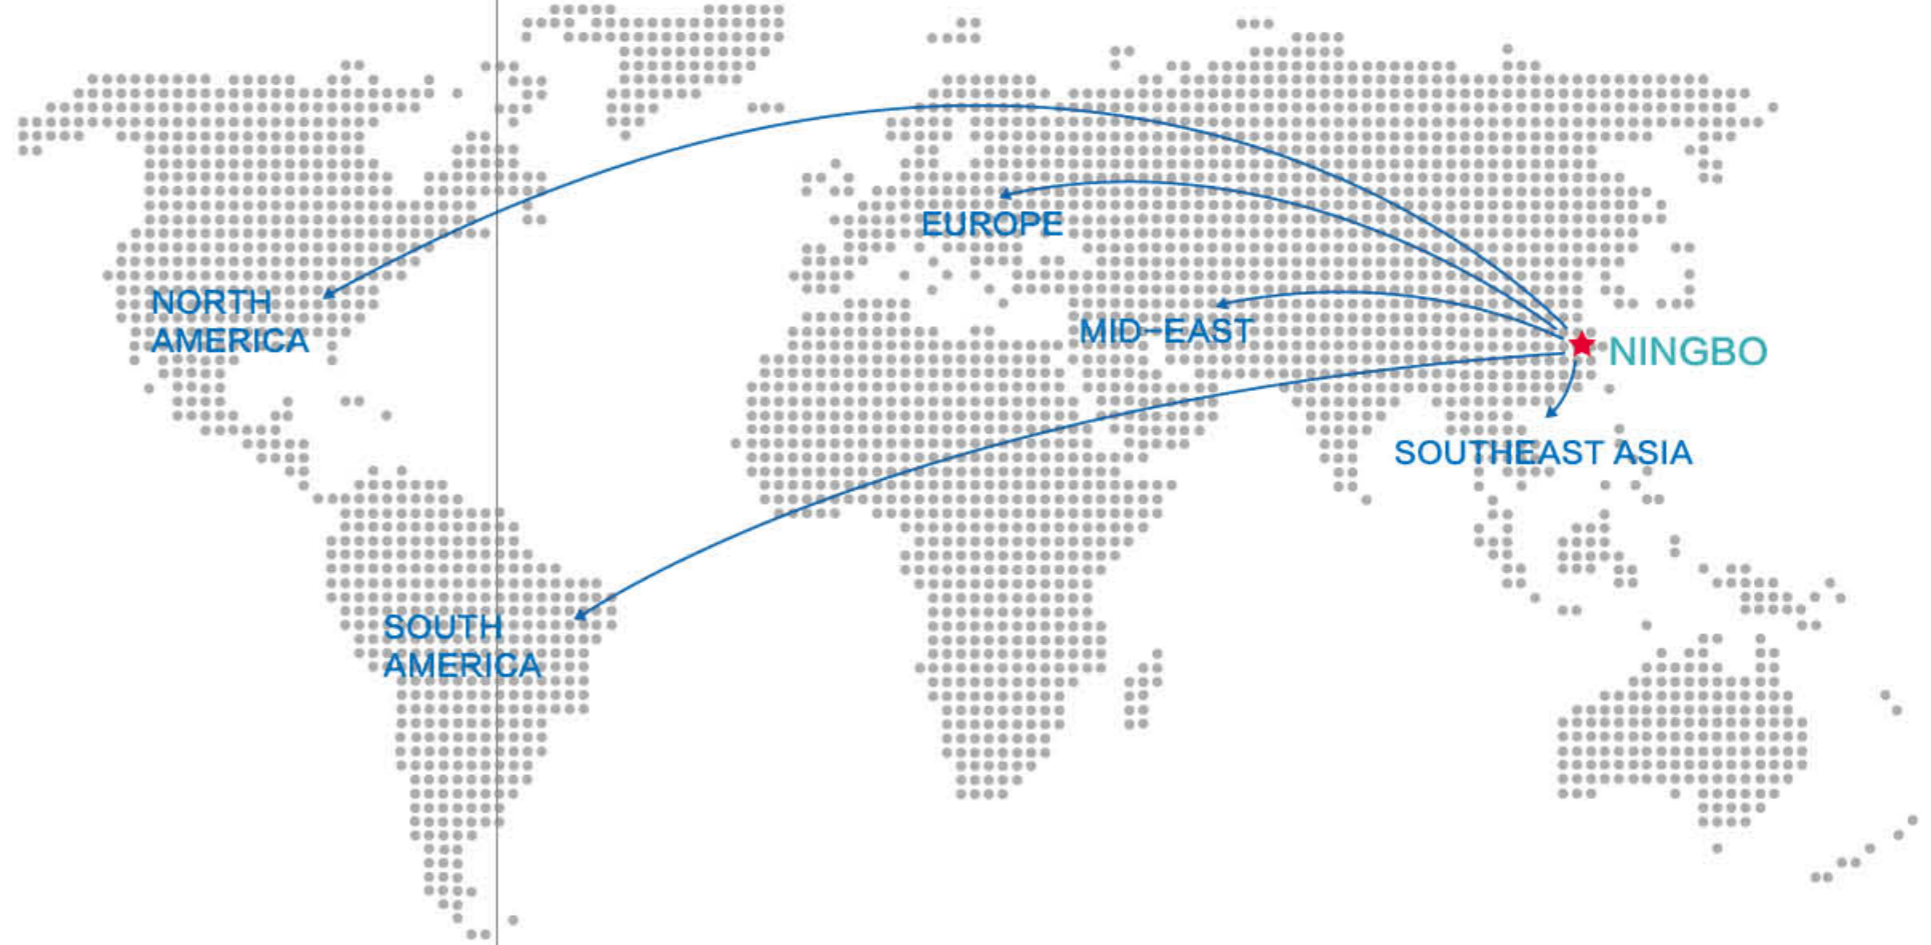 EUROPE
NORTH
AMERICA
MID-EAST
NINGBO
SOUTHEAST ASIA
SOUTH
AMERICA